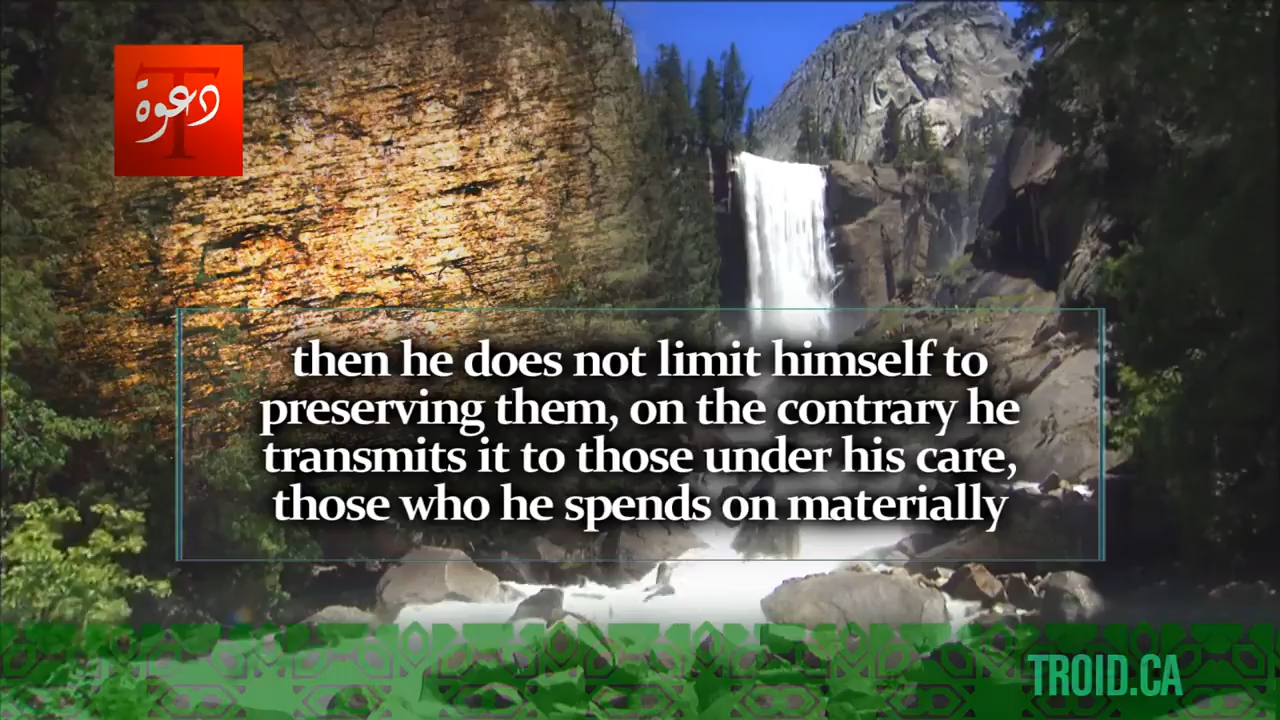 T
دعوة
then he does not limit himself to
preserving them, on the contrary he
transmits it to those under his care,
those who he spends on materially
TROID.CA